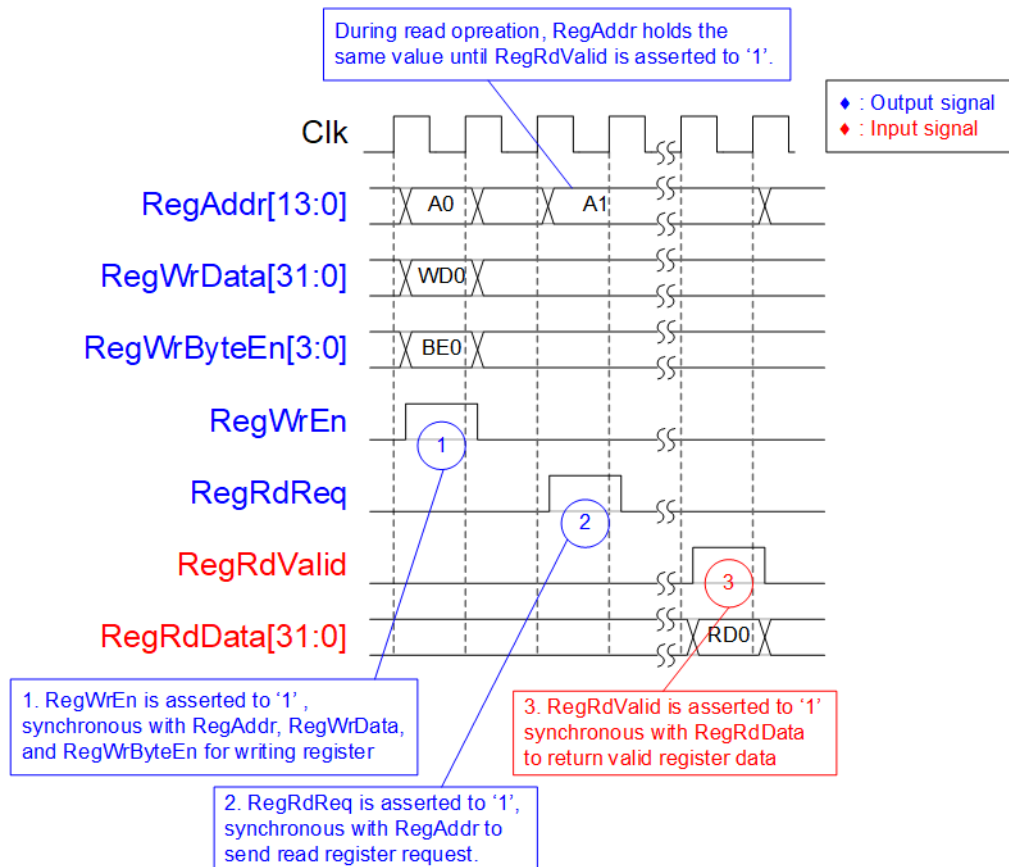 During read opreation, RegAddr holds the
same value until RegRdValid is asserted to ‘1’.
♦ : Output signal
♦ : Input signal
Clk
RegAddr[13:0]
A0
A1
RegWrData[31:0]
WD0
RegWrByteEn[3:0]
BE0
RegWrEn
1
RegRdReq
2
RegRdValid
3
RegRdData[31:0]
RD0
1. RegWrEn is asserted to ‘1’ ,
synchronous with RegAddr, RegWrData,
and RegWrByteEn for writing register
3. RegRdValid is asserted to ‘1’
synchronous with RegRdData
to return valid register data
2. RegRdReq is asserted to ‘1’,
synchronous with RegAddr to
send read register request.